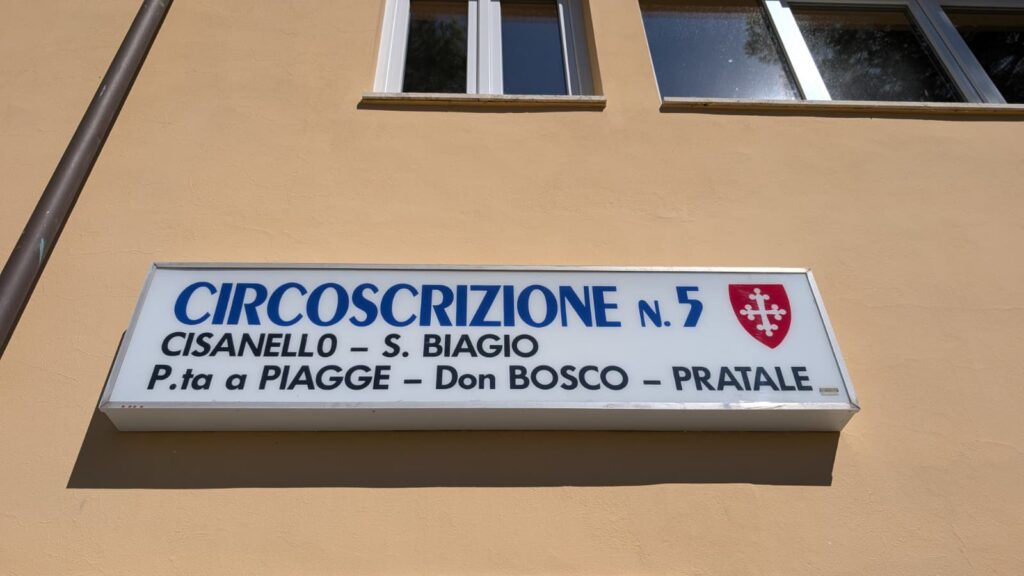 CIRCOSCRIZIONE N. 5
CISANELLO – S. BIAGIO
P.ta a PIAGGE – Don BOSCO – PRATALE